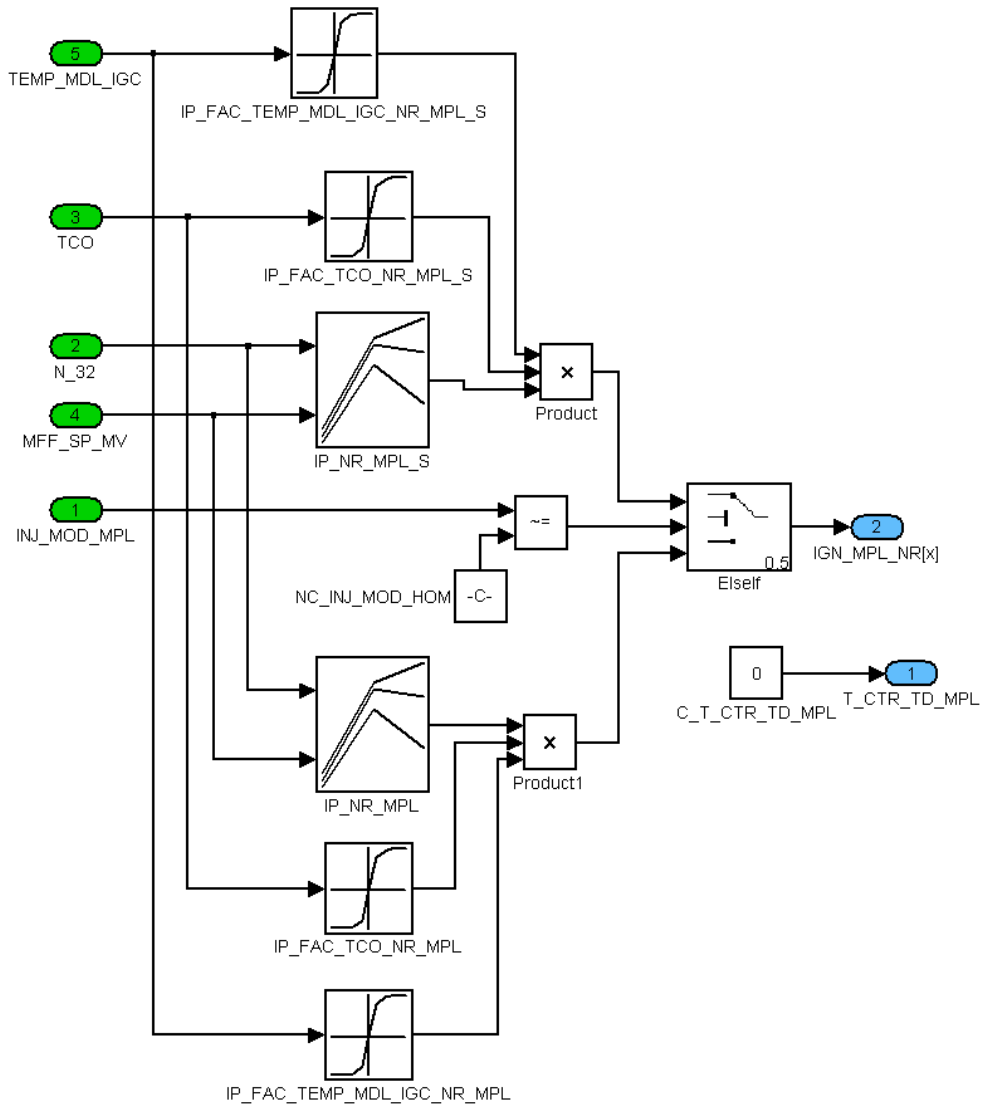 5
TEMP_MDL_IGC
IP_FAC_TEMP_MDL_IGC_NR_MPL_S
3
TCO
IP_FAC_TCO_NR_MPL_S
2
N_32
4
MFF_SP_MV
IP_NR_MPL_S
×
Product
1
INJ_MOD_MPL
~=
NC_INJ_MOD_HOM
-C-
0.5
ElseIf
2
IGN_MPL_NR[x]
0
C_T_CTR_TD_MPL
1
T_CTR_TD_MPL
IP_NR_MPL
×
Product1
IP_FAC_TCO_NR_MPL
IP_FAC_TEMP_MDL_IGC_NR_MPL